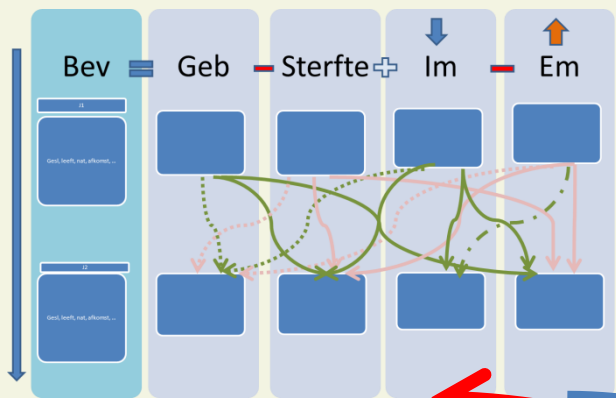 Bev = Geb - Sterfte + Im - Em
J1
Gesl, leeft, nat, afkomst, ...
J2
Gesl, leeft, nat, afkomst, ...